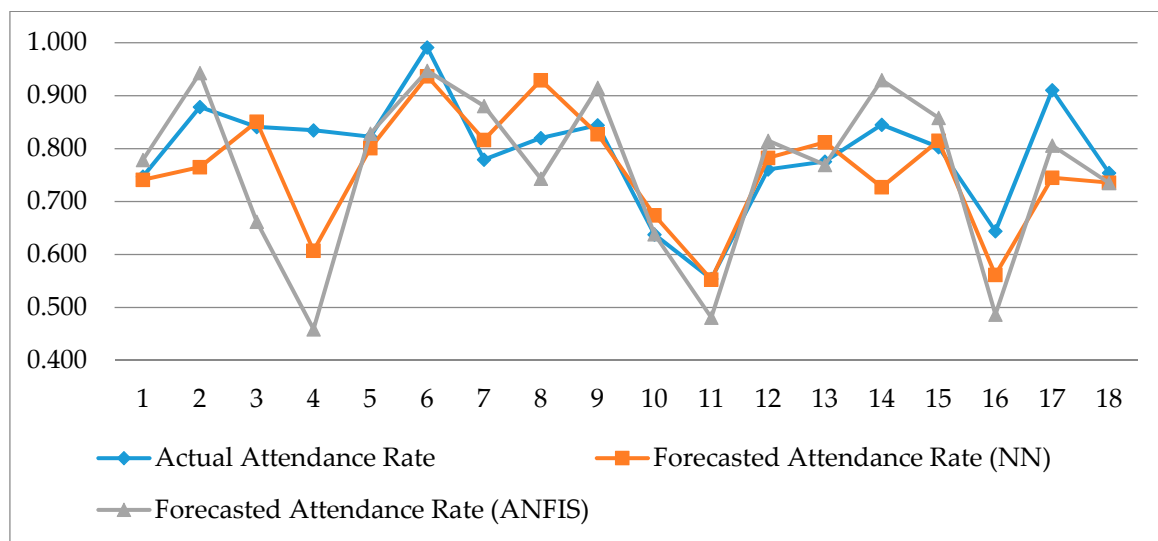 1.000
0.900
0.800
0.700
0.600
0.500
0.400
1 2 3 4 5 6 7 8 9 10 11 12 13 14 15 16 17 18
Actual Attendance Rate Forecasted Attendance Rate (NN)
Forecasted Attendance Rate (ANFIS)